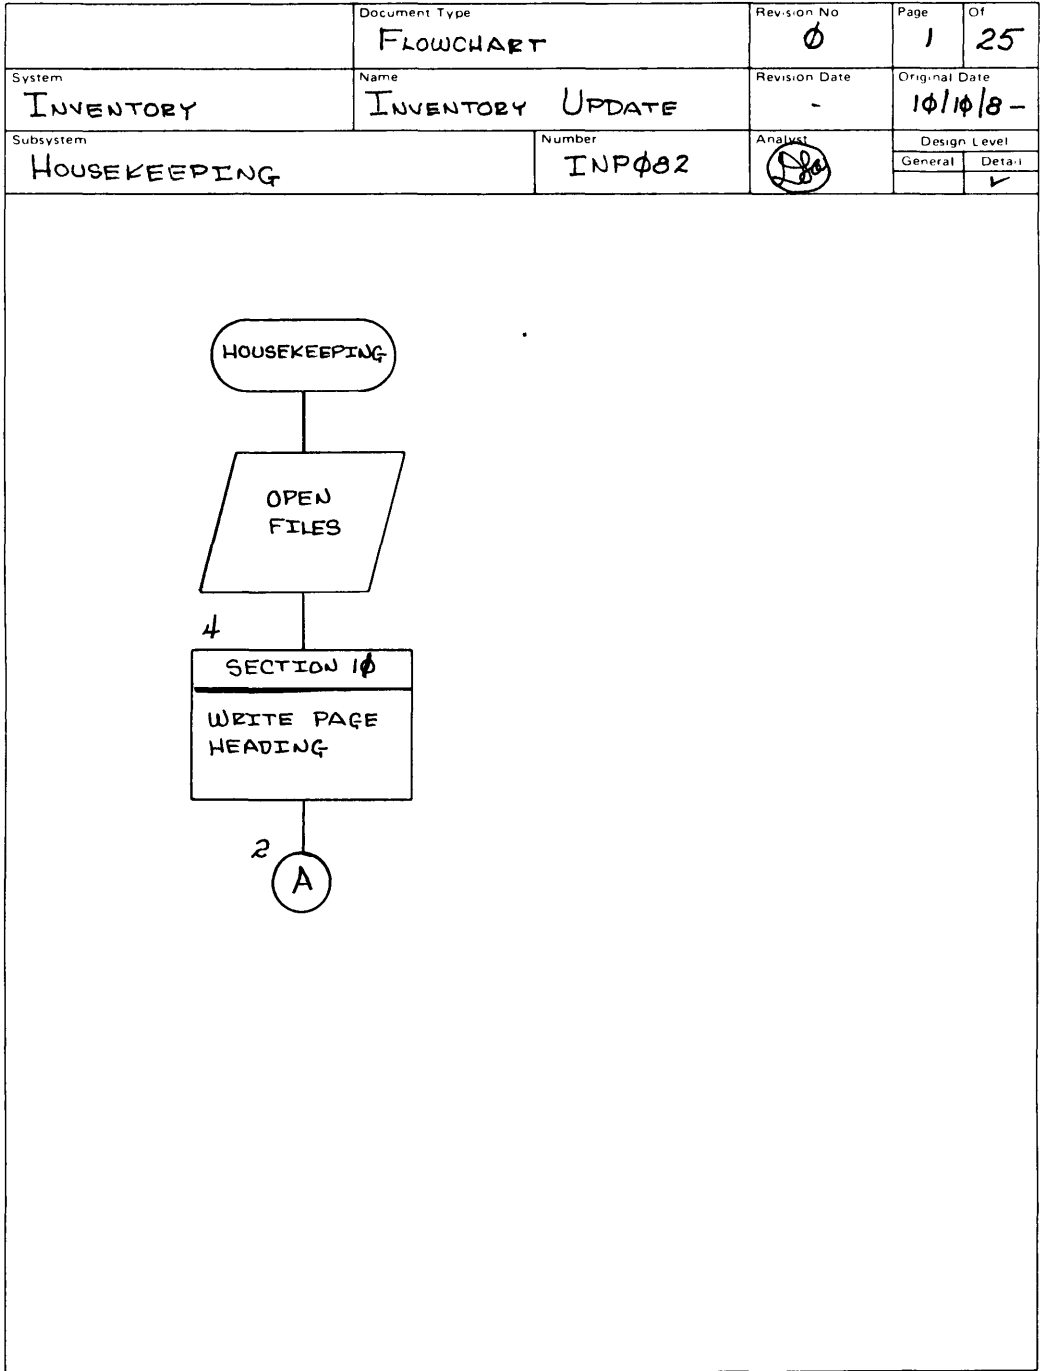 Document Type
FLOWCHART
Revision No
Ø
Page
1
Of
25
System
INVENTORY
Name
INVENTORY UPDATE
Revision Date
-
Original Date
1Ø/1Ø/8-
Subsystem
HOUSEKEEPING
Number
INPØ82
Analyst
Design Level
General
Detail
✓
HOUSEKEEPING
OPEN
FILES
4
SECTION 1Ø
WRITE PAGE
HEADING
2
A